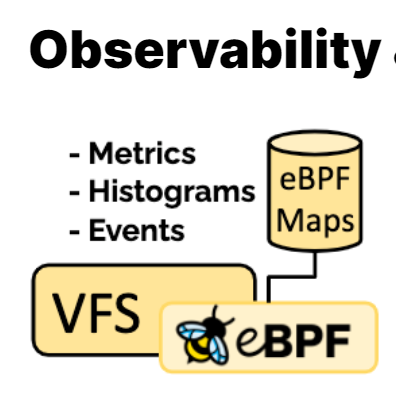 Observability
- Metrics
- Histograms
- Events
eBPF
Maps
VFS
eBPF